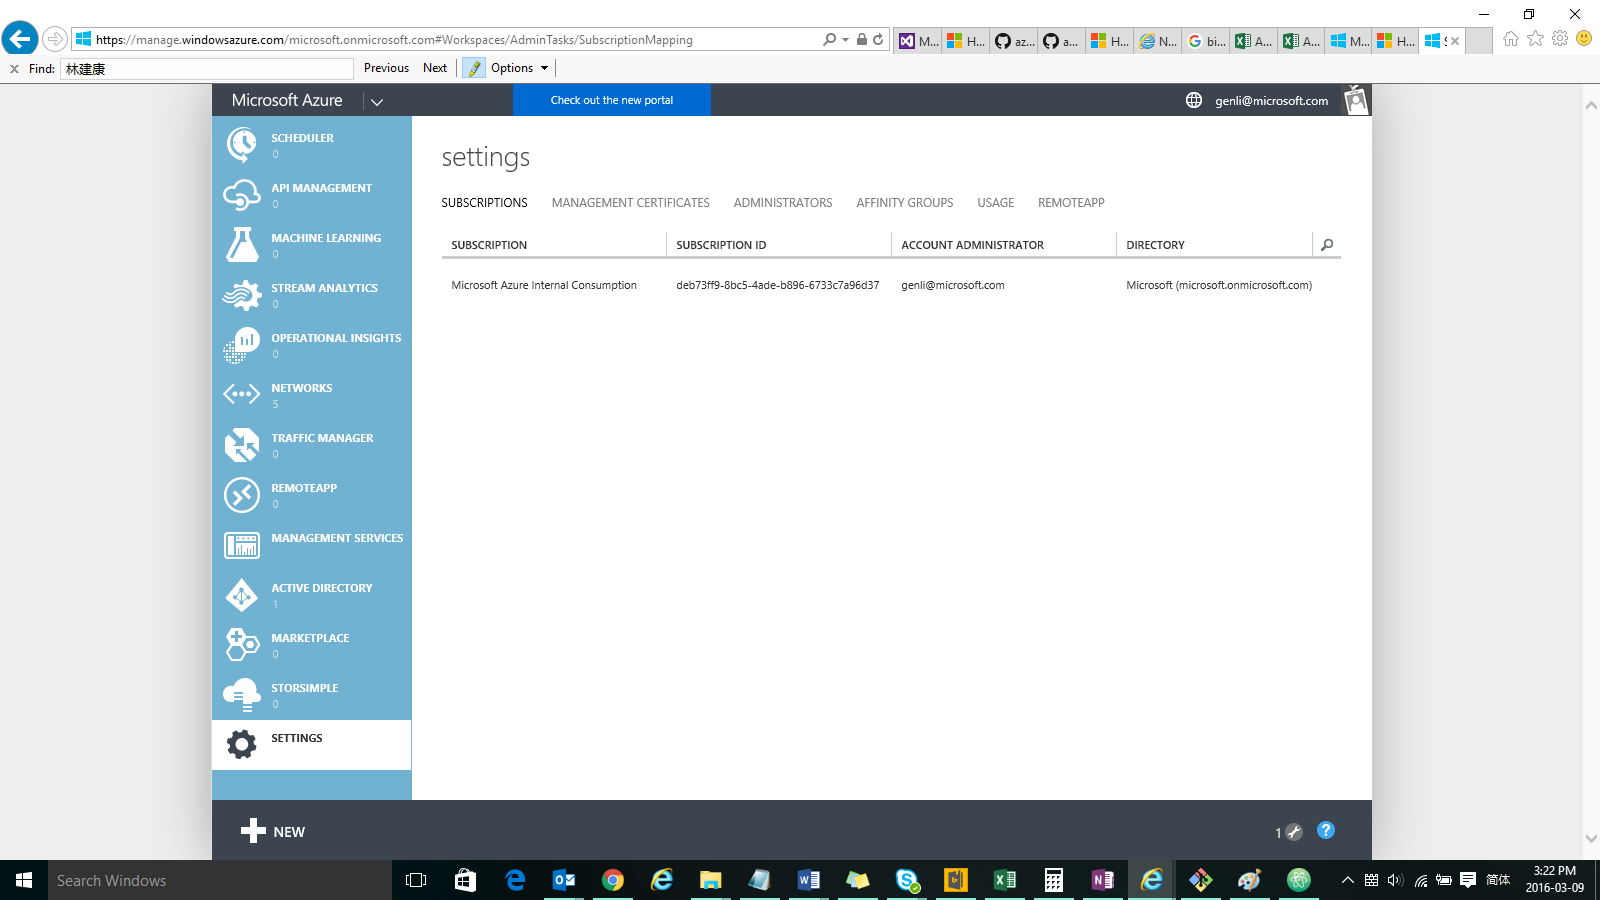 https://manage.windowsazure.com/microsoft.onmicrosoft.com#Workspaces/AdminTasks/SubscriptionMapping
M... H... az... a... H... N... bi... A... A... M... H... S
Find: 林建康 Previous Next Options
Microsoft Azure Check out the new portal genli@microsoft.com
SCHEDULER
0
API MANAGEMENT
0
MACHINE LEARNING
0
STREAM ANALYTICS
0
OPERATIONAL INSIGHTS
0
NETWORKS
5
TRAFFIC MANAGER
0
REMOTEAPP
0
MANAGEMENT SERVICES
ACTIVE DIRECTORY
1
MARKETPLACE
0
STORSIMPLE
0
SETTINGS
settings
SUBSCRIPTIONS MANAGEMENT CERTIFICATES ADMINISTRATORS AFFINITY GROUPS USAGE REMOTEAPP
SUBSCRIPTION SUBSCRIPTION ID ACCOUNT ADMINISTRATOR DIRECTORY
Microsoft Azure Internal Consumption deb73ff9-8bc5-4ade-b896-6733c7a96d37 genli@microsoft.com Microsoft (microsoft.onmicrosoft.com)
NEW 1 ?
Search Windows 简体 3:22 PM
2016-03-09